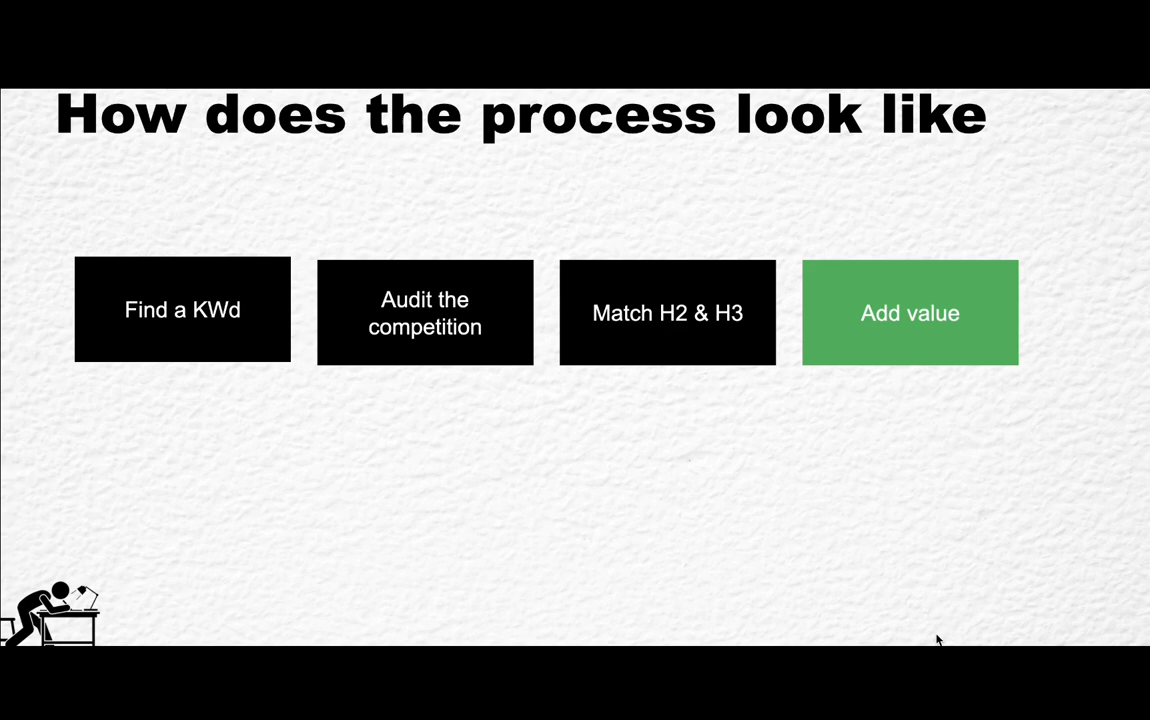 How does the process look like
Find a KWd
Audit the
competition
Match H2 & H3
Add value